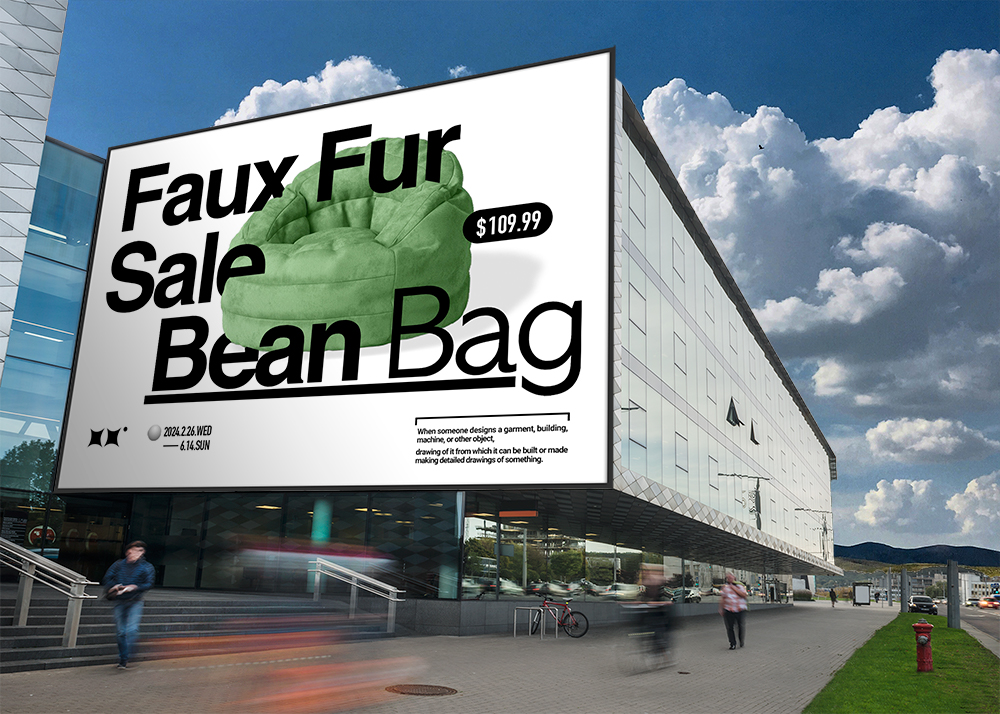 Faux Fur
Sale
$109.99
Bean Bag
2024.2.26.WED
6.14.SUN
When someone designs a garment, building,
machine, or other object,
drawing of it from which it can be built or made
making detailed drawings of something.